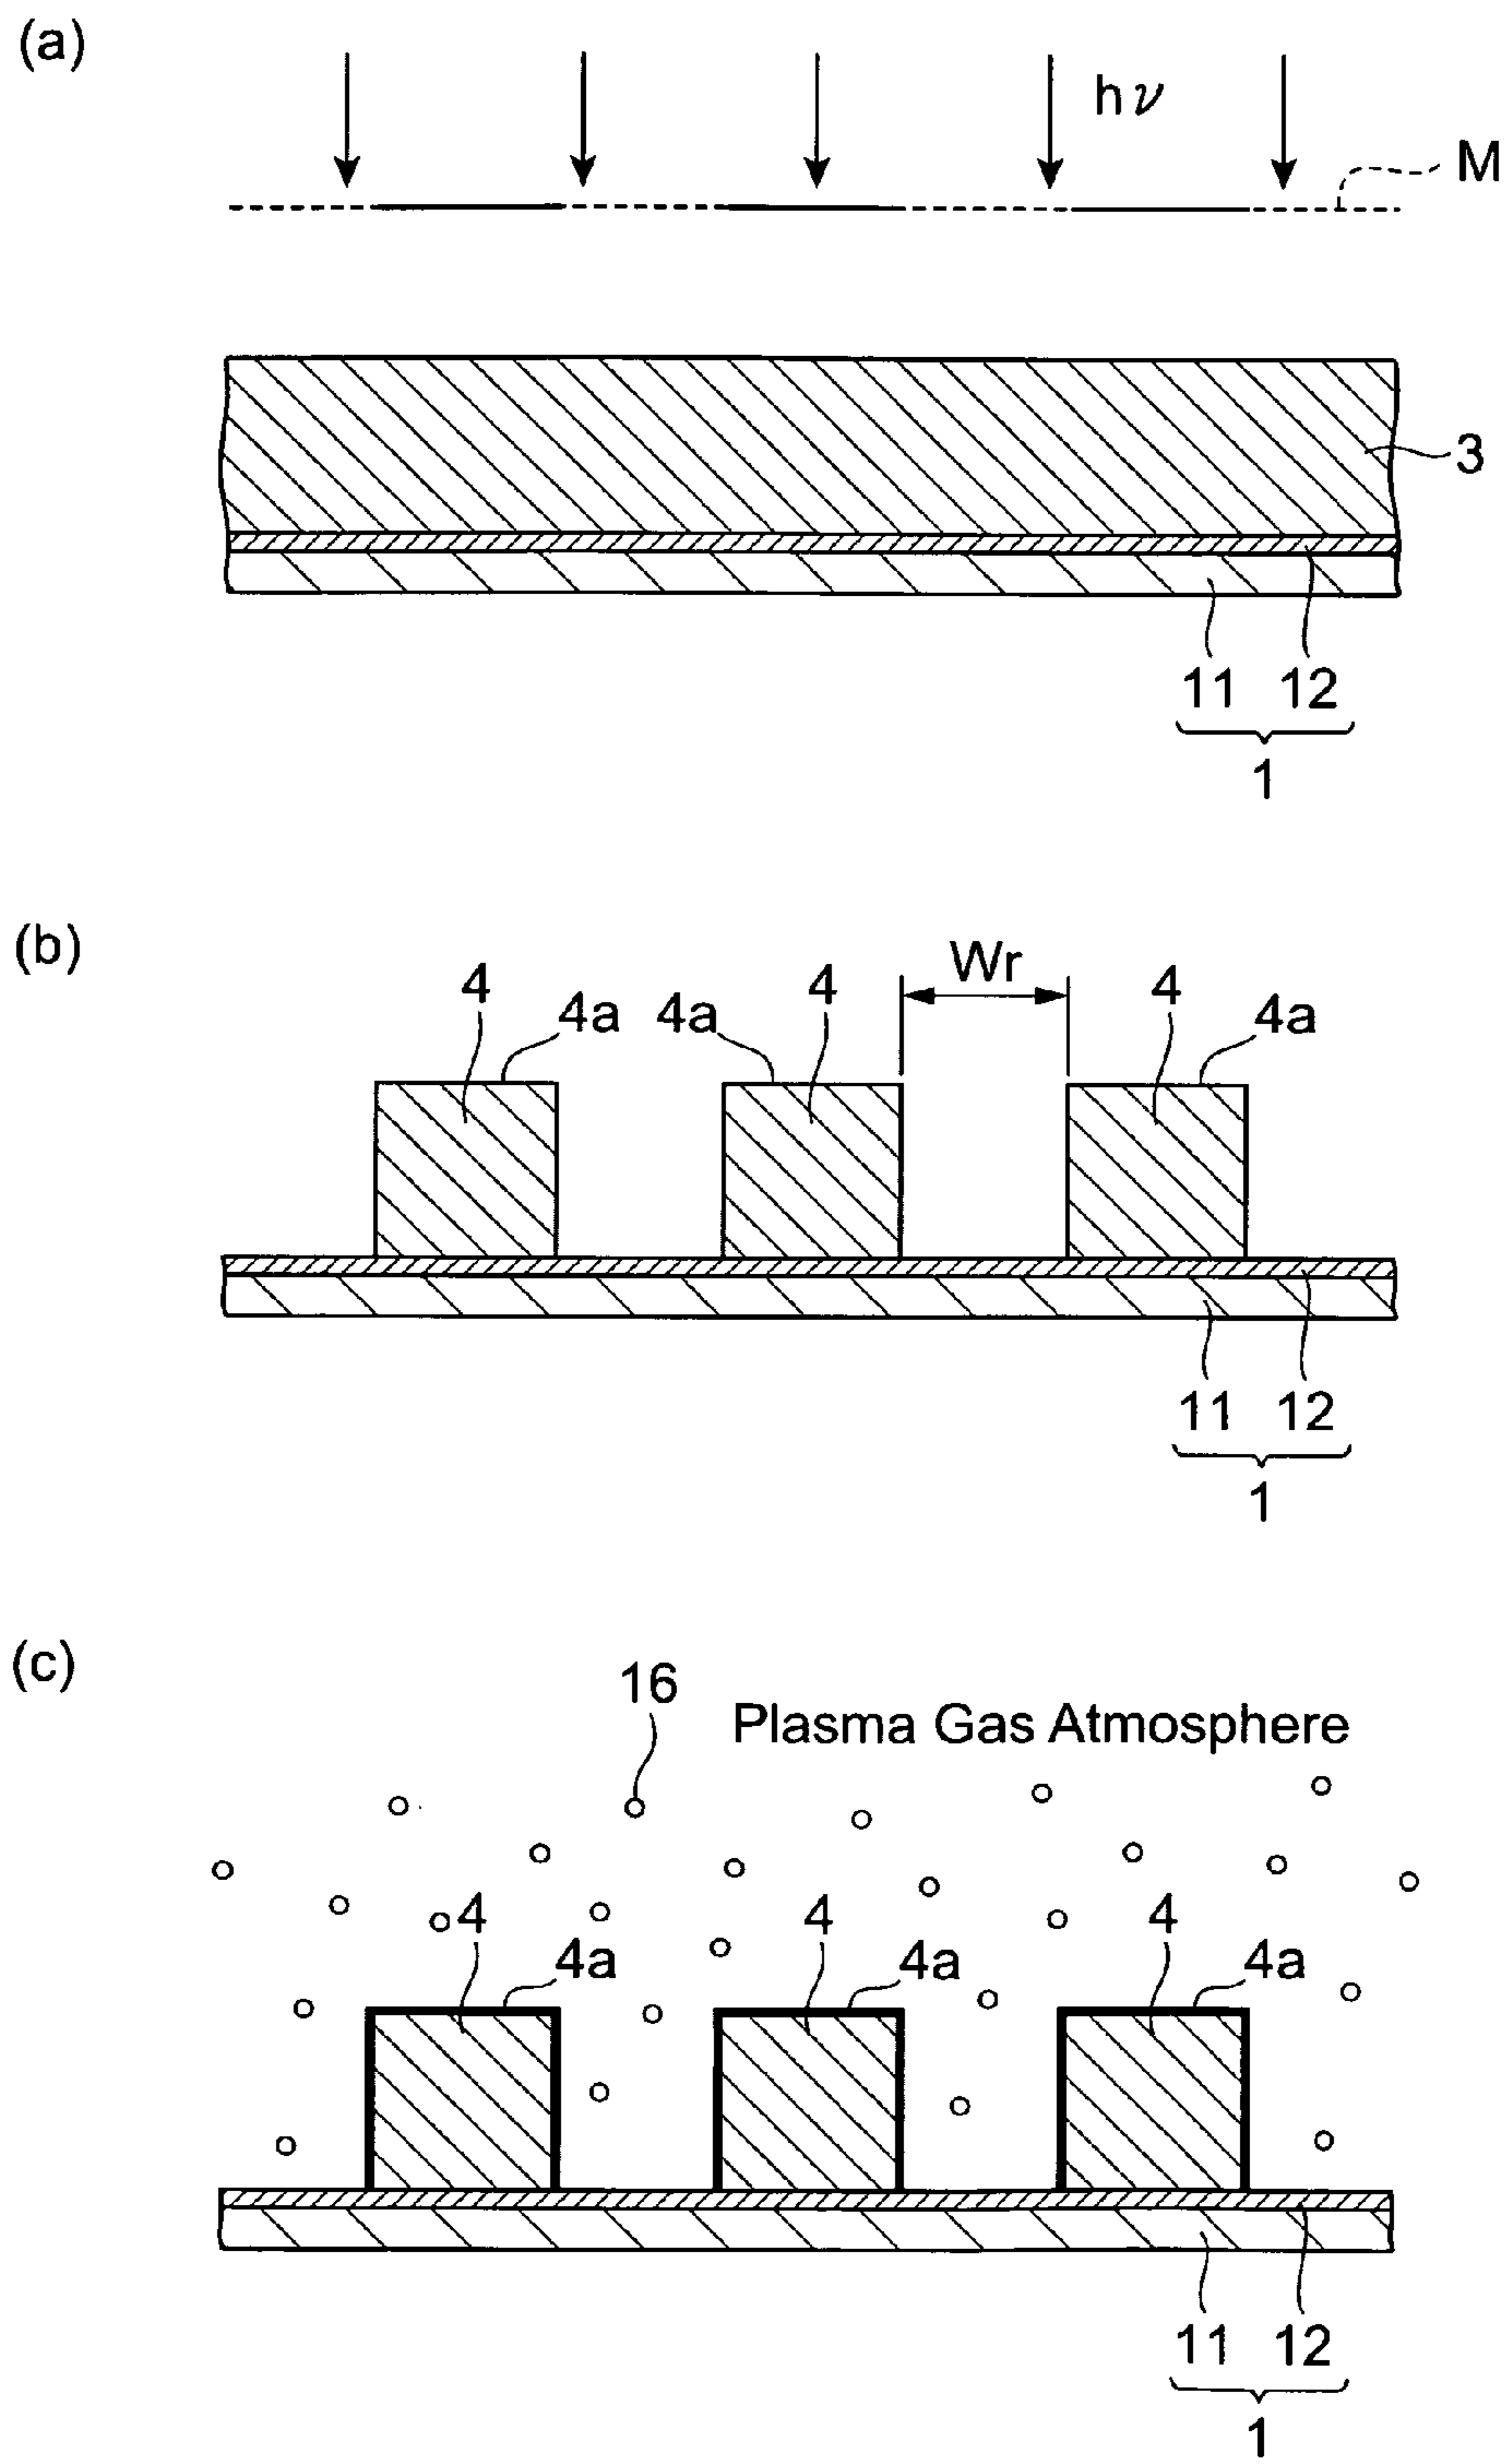 (a)
hν
M
3
11 12
1
(b)
Wr
4 4a 4a 4 4 4a
11 12
1
(c)
16
Plasma Gas Atmosphere
4 4a 4 4a 4 4a
11 12
1